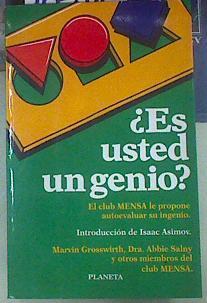 ¿Es
usted
un genio?
El club MENSA le propone
autoevaluar su ingenio.
Introducción de Isaac Asimov.
Marvin Grosswirth, Dra. Abbie Salny
y otros miembros del
club MENSA.
PLANETA